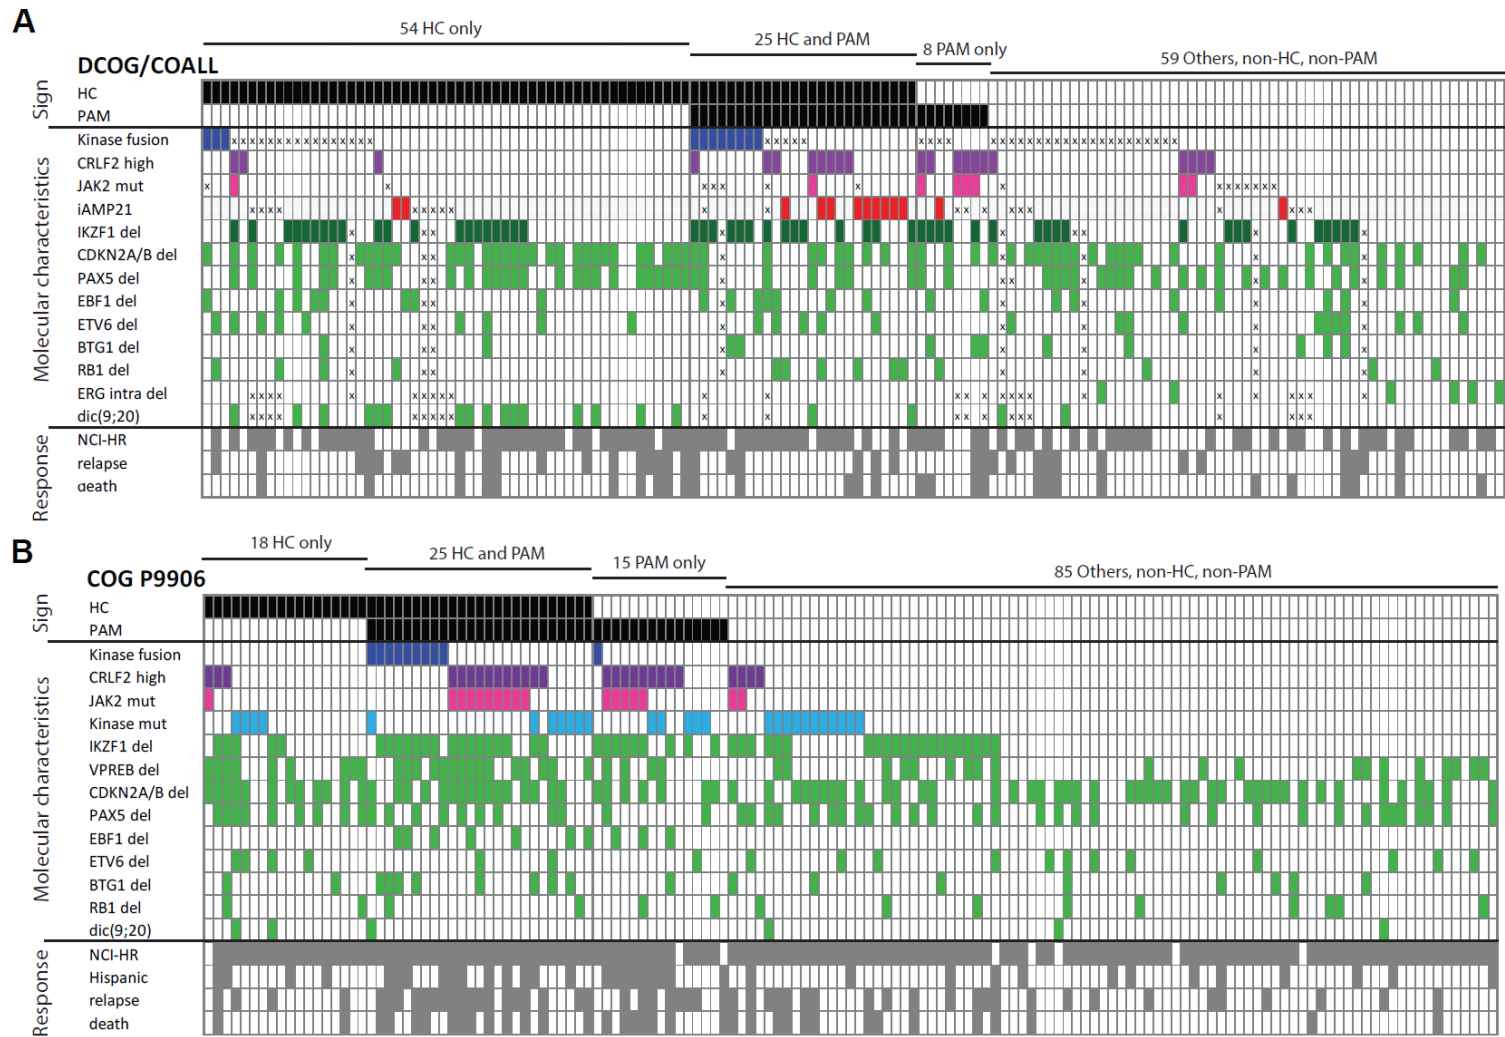 A
54 HC only
25 HC and PAM
8 PAM only
59 Others, non-HC, non-PAM
DCOG/COALL
Sign
HC
PAM
Molecular characteristics
Kinase fusion
CRLF2 high
JAK2 mut
iAMP21
IKZF1 del
CDKN2A/B del
PAX5 del
EBF1 del
ETV6 del
BTG1 del
RB1 del
ERG intra del
dic(9;20)
Response
NCI-HR
relapse
death
B
18 HC only
25 HC and PAM
15 PAM only
85 Others, non-HC, non-PAM
COG P9906
Sign
HC
PAM
Molecular characteristics
Kinase fusion
CRLF2 high
JAK2 mut
Kinase mut
IKZF1 del
VPREB del
CDKN2A/B del
PAX5 del
EBF1 del
ETV6 del
BTG1 del
RB1 del
dic(9;20)
Response
NCI-HR
Hispanic
relapse
death